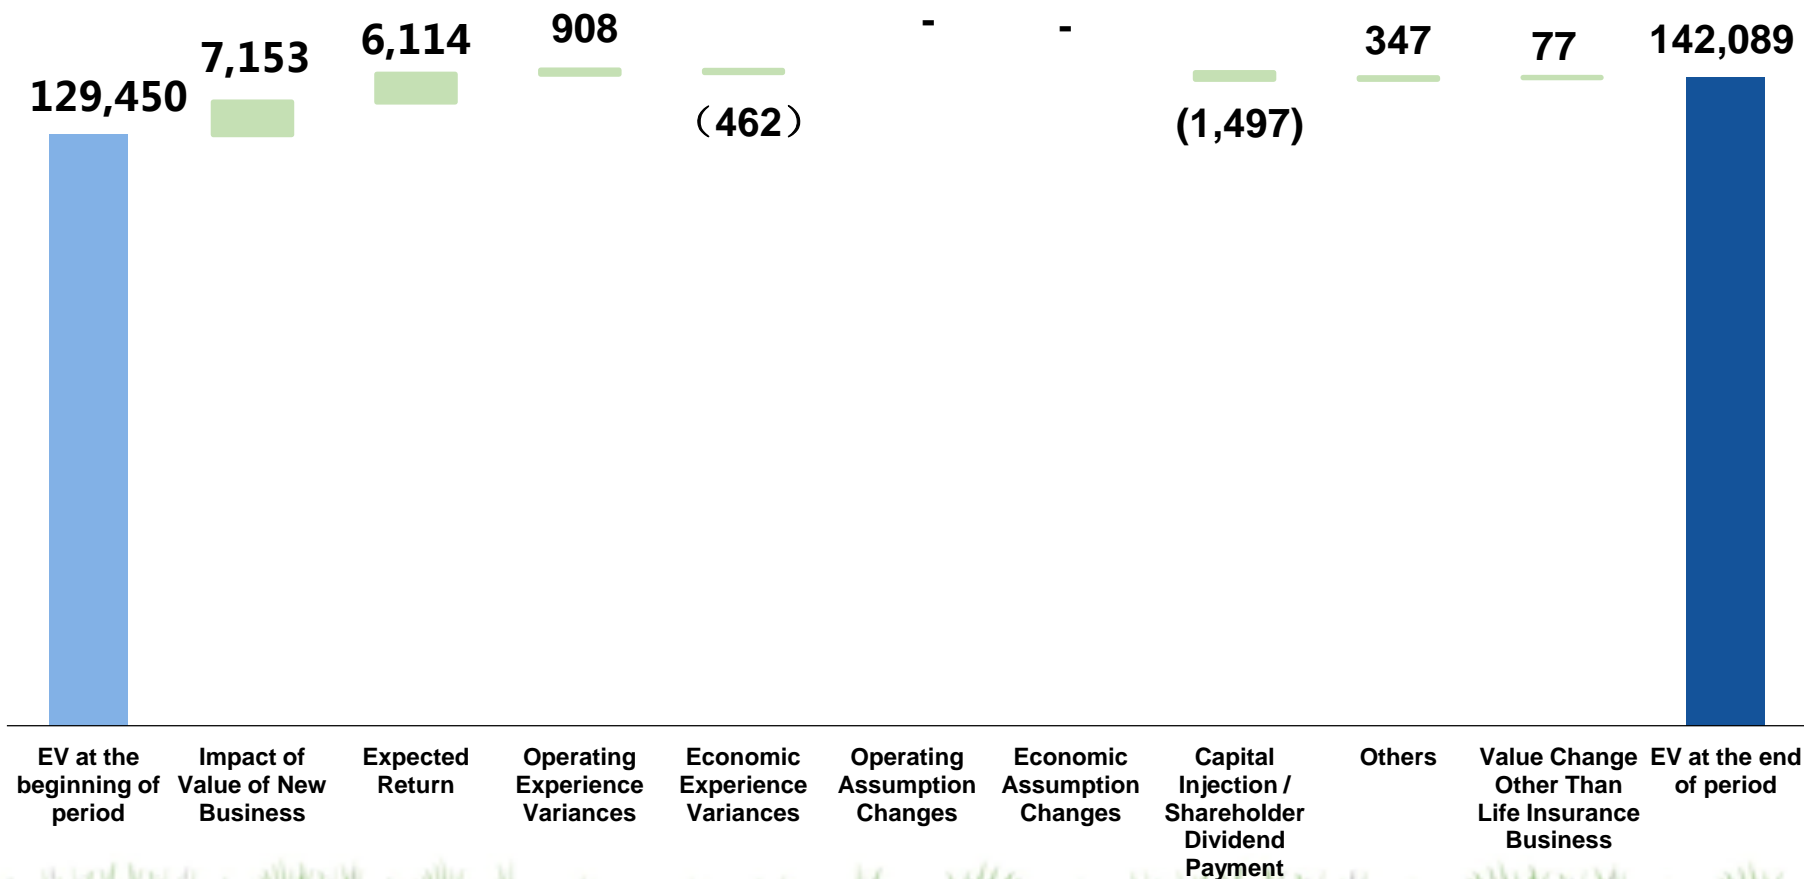 129,450
7,153
6,114
908
（462）
-
-
(1,497)
347
77
142,089
EV at the
beginning of
period
Impact of
Value of New
Business
Expected
Return
Operating
Experience
Variances
Economic
Experience
Variances
Operating
Assumption
Changes
Economic
Assumption
Changes
Capital
Injection /
Shareholder
Dividend
Payment
Others
Value Change
Other Than
Life Insurance
Business
EV at the end
of period